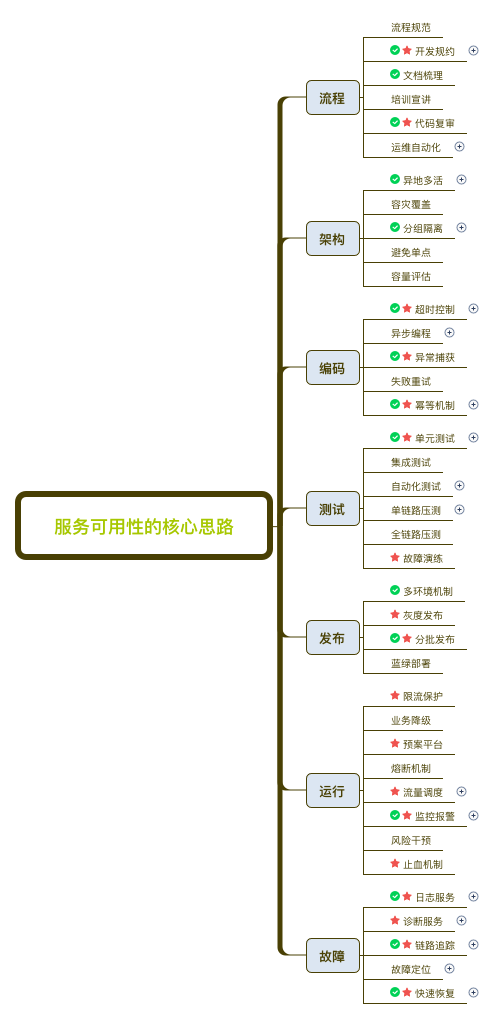 服务可用性的核心思路
流程
流程规范
开发规约
文档梳理
培训宣讲
代码复审
运维自动化
架构
异地多活
容灾覆盖
分组隔离
避免单点
容量评估
编码
超时控制
异步编程
异常捕获
失败重试
幂等机制
测试
单元测试
集成测试
自动化测试
单链路压测
全链路压测
故障演练
发布
多环境机制
灰度发布
分批发布
蓝绿部署
运行
限流保护
业务降级
预案平台
熔断机制
流量调度
监控报警
风险干预
止血机制
故障
日志服务
诊断服务
链路追踪
故障定位
快速恢复